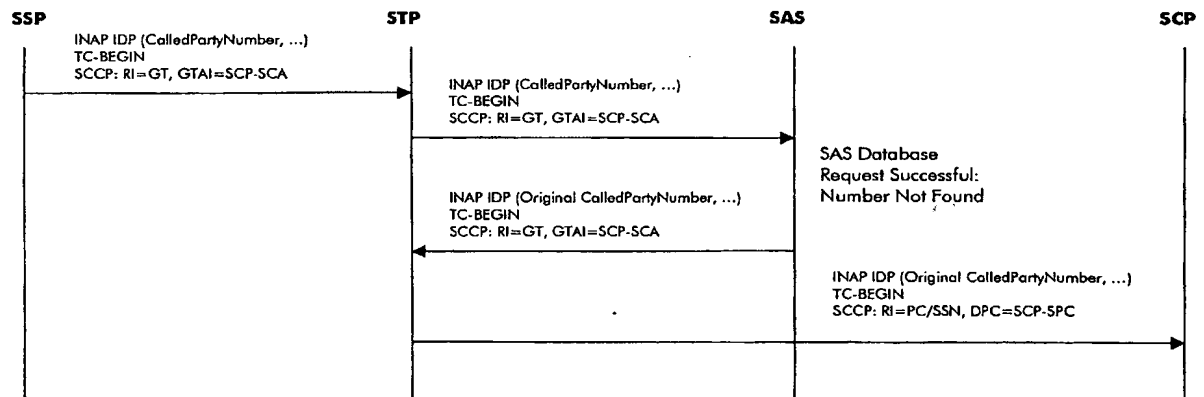 SSP STP SAS SCP
INAP IDP (CalledPartyNumber, ...)
TC-BEGIN
SCCP: RI=GT, GTAI=SCP-SCA
INAP IDP (CalledPartyNumber, ...)
TC-BEGIN
SCCP: RI=GT, GTAI=SCP-SCA
SAS Database
Request Successful:
Number Not Found
INAP IDP (Original CalledPartyNumber, ...)
TC-BEGIN
SCCP: RI=GT, GTAI=SCP-SCA
INAP IDP (Original CalledPartyNumber, ...)
TC-BEGIN
SCCP: RI=PC/SSN, DPC=SCP-SPC